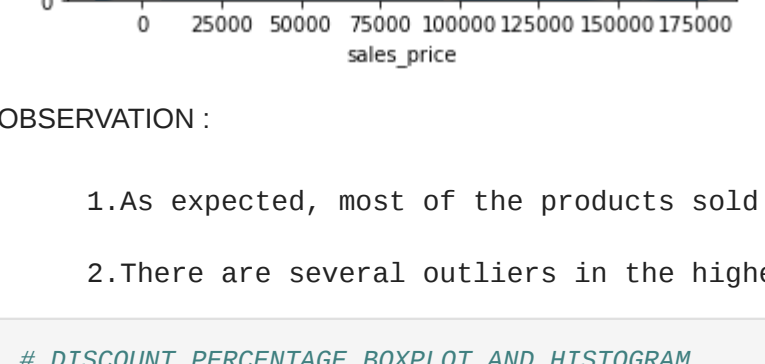 0
0 25000 50000 75000 100000 125000 150000 175000
sales_price
OBSERVATION :
1.As expected, most of the products sold
2.There are several outliers in the highe
# DISCOUNT PERCENTAGE BOXPLOT AND HISTOGRAM